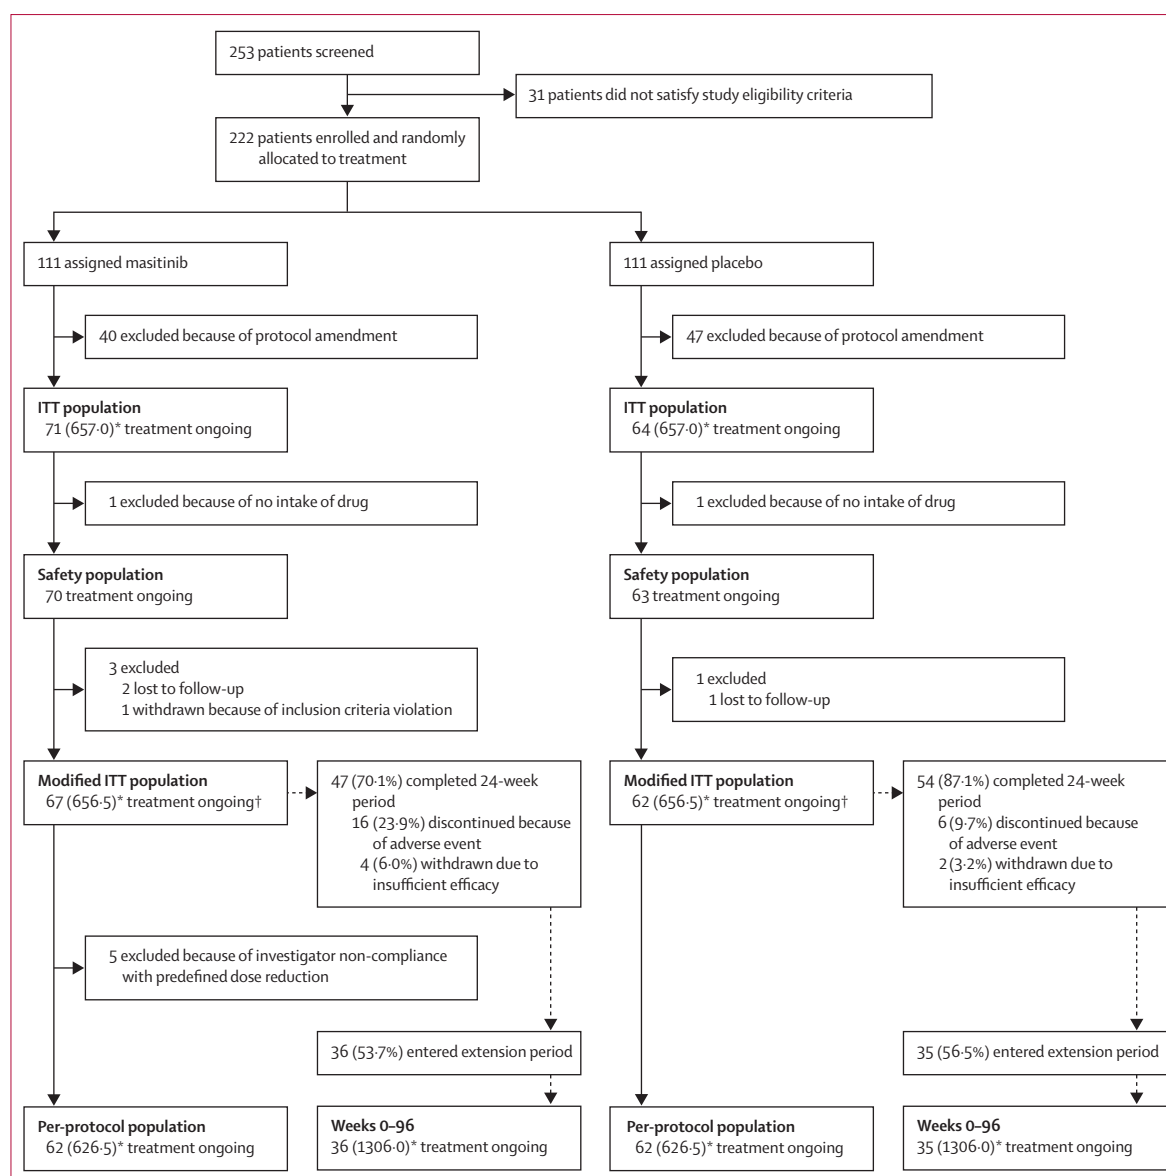 253 patients screened
31 patients did not satisfy study eligibility criteria
222 patients enrolled and randomly
allocated to treatment
111 assigned masitinib
111 assigned placebo
40 excluded because of protocol amendment
47 excluded because of protocol amendment
ITT population
71 (657·0)* treatment ongoing
ITT population
64 (657·0)* treatment ongoing
1 excluded because of no intake of drug
1 excluded because of no intake of drug
Safety population
70 treatment ongoing
Safety population
63 treatment ongoing
3 excluded
2 lost to follow-up
1 withdrawn because of inclusion criteria violation
1 excluded
1 lost to follow-up
Modified ITT population
67 (656·5)* treatment ongoing†
47 (70·1%) completed 24-week
period
16 (23·9%) discontinued because
of adverse event
4 (6·0%) withdrawn due to
insufficient efficacy
Modified ITT population
62 (656·5)* treatment ongoing†
54 (87·1%) completed 24-week
period
6 (9·7%) discontinued because
of adverse event
2 (3·2%) withdrawn due to
insufficient efficacy
5 excluded because of investigator non-compliance
with predefined dose reduction
36 (53·7%) entered extension period
35 (56·5%) entered extension period
Per-protocol population
62 (626·5)* treatment ongoing
Weeks 0–96
36 (1306·0)* treatment ongoing
Per-protocol population
62 (626·5)* treatment ongoing
Weeks 0–96
35 (1306·0)* treatment ongoing